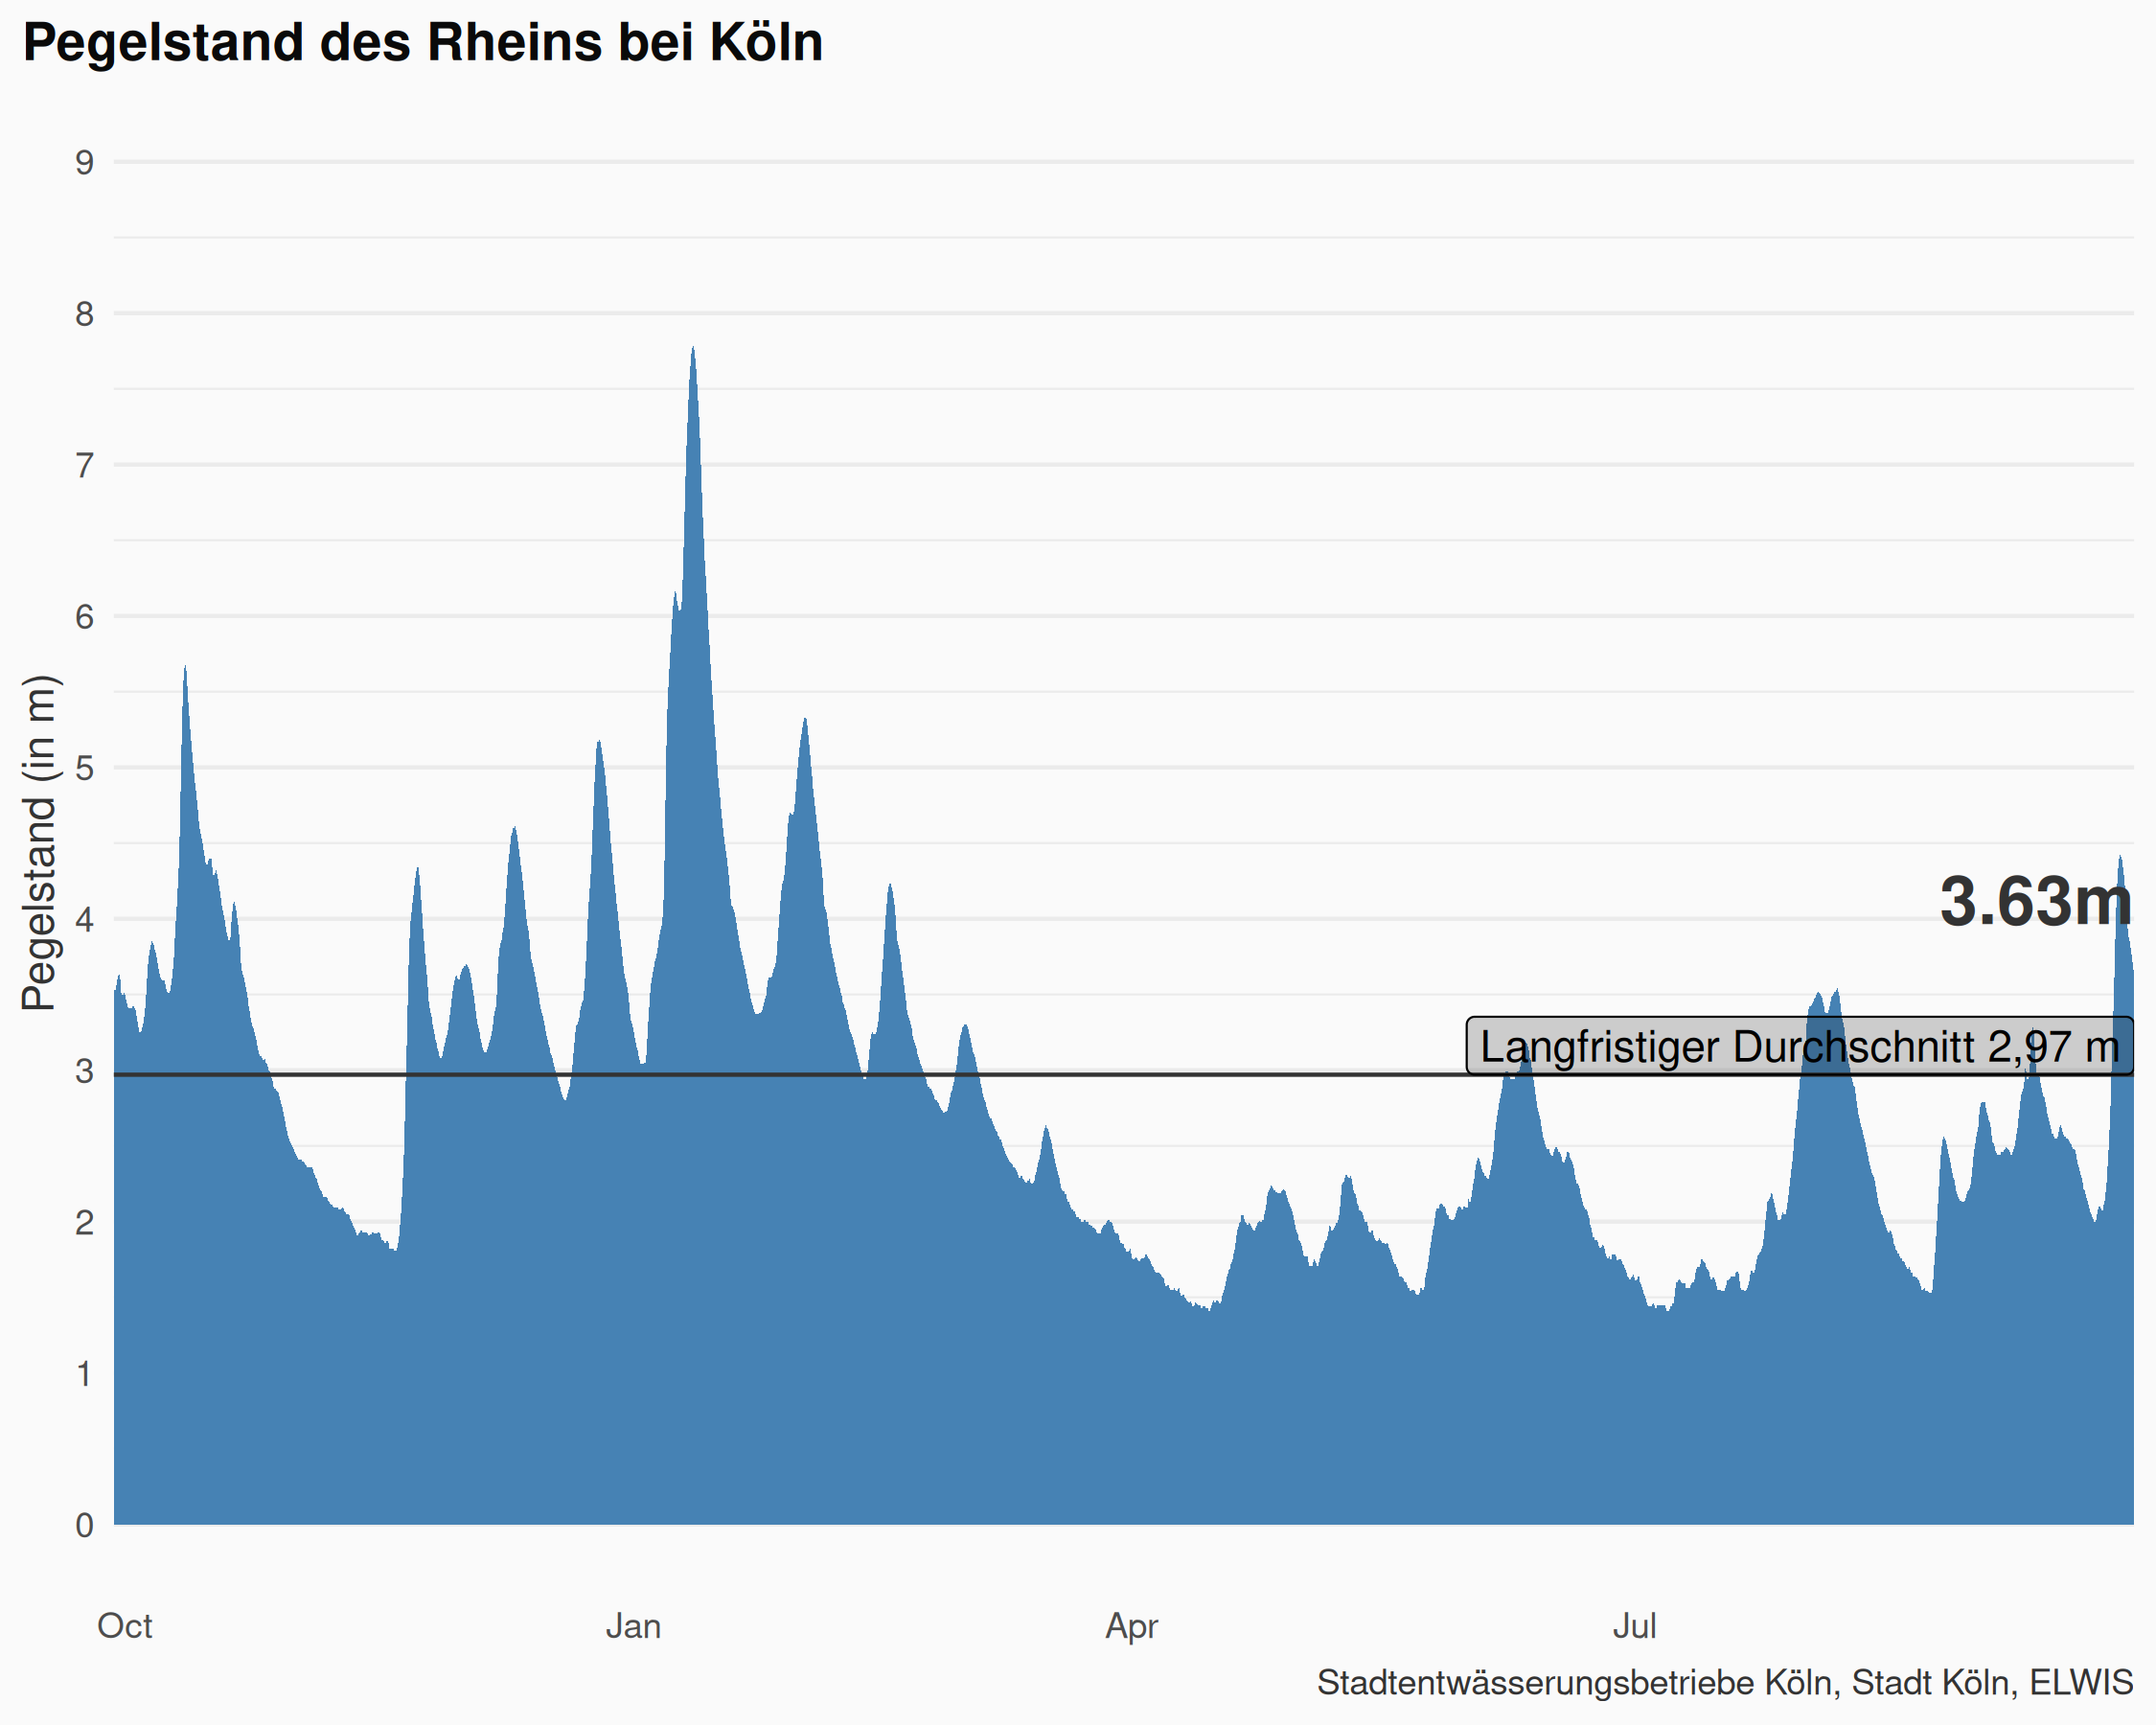 Pegelstand des Rheins bei Köln
Pegelstand (in m)
9
8
7
6
5
4
3
2
1
0
3.63m
Langfristiger Durchschnitt 2,97 m
Oct Jan Apr Jul
Stadtentwässerungsbetriebe Köln, Stadt Köln, ELWIS